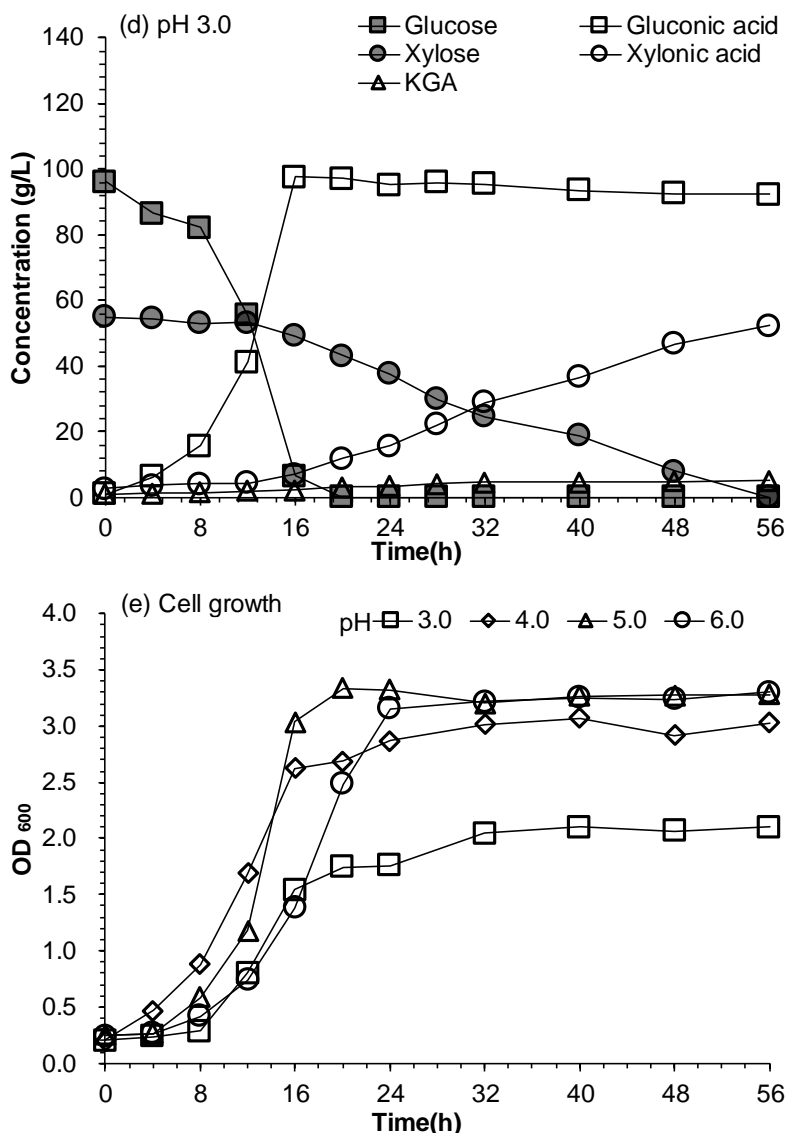 (d) pH 3.0
Glucose Gluconic acid
Xylose Xylonic acid
KGA
140
120
100
80
60
40
20
0
Concentration (g/L)
0 8 16 24 32 40 48 56
Time(h)
(e) Cell growth
pH 3.0 4.0 5.0 6.0
4.0
3.5
3.0
2.5
2.0
1.5
1.0
0.5
0.0
OD 600
0 8 16 24 32 40 48 56
Time(h)